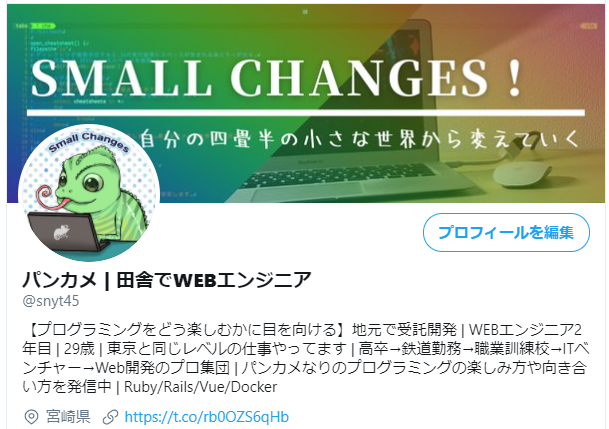 SMALL CHANGES！
自分の四畳半の小さな世界から変えていく
Small Changes
プロフィールを編集
パンカメ | 田舎でWEBエンジニア
@snyt45
【プログラミングをどう楽しむかに目を向ける】地元で受託開発 | WEBエンジニア2
年目 | 29歳 | 東京と同じレベルの仕事やってます | 高卒→鉄道勤務→職業訓練校→ITベ
ンチャー→Web開発のプロ集団 | パンカメなりのプログラミングの楽しみ方や向き合
い方を発信中 | Ruby/Rails/Vue/Docker
宮崎県 https://t.co/rb0OZS6qHb